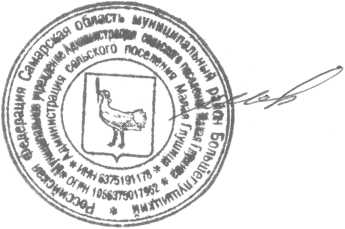 Российская Федерация Самарская область муниципальный район Большеглушицкий
Муниципальное учреждение Администрация сельского поселения Малая Глушица
Администрация сельского поселения Малая Глушица
* ИНН 6375191178 * ОГРН 1056375017952 *